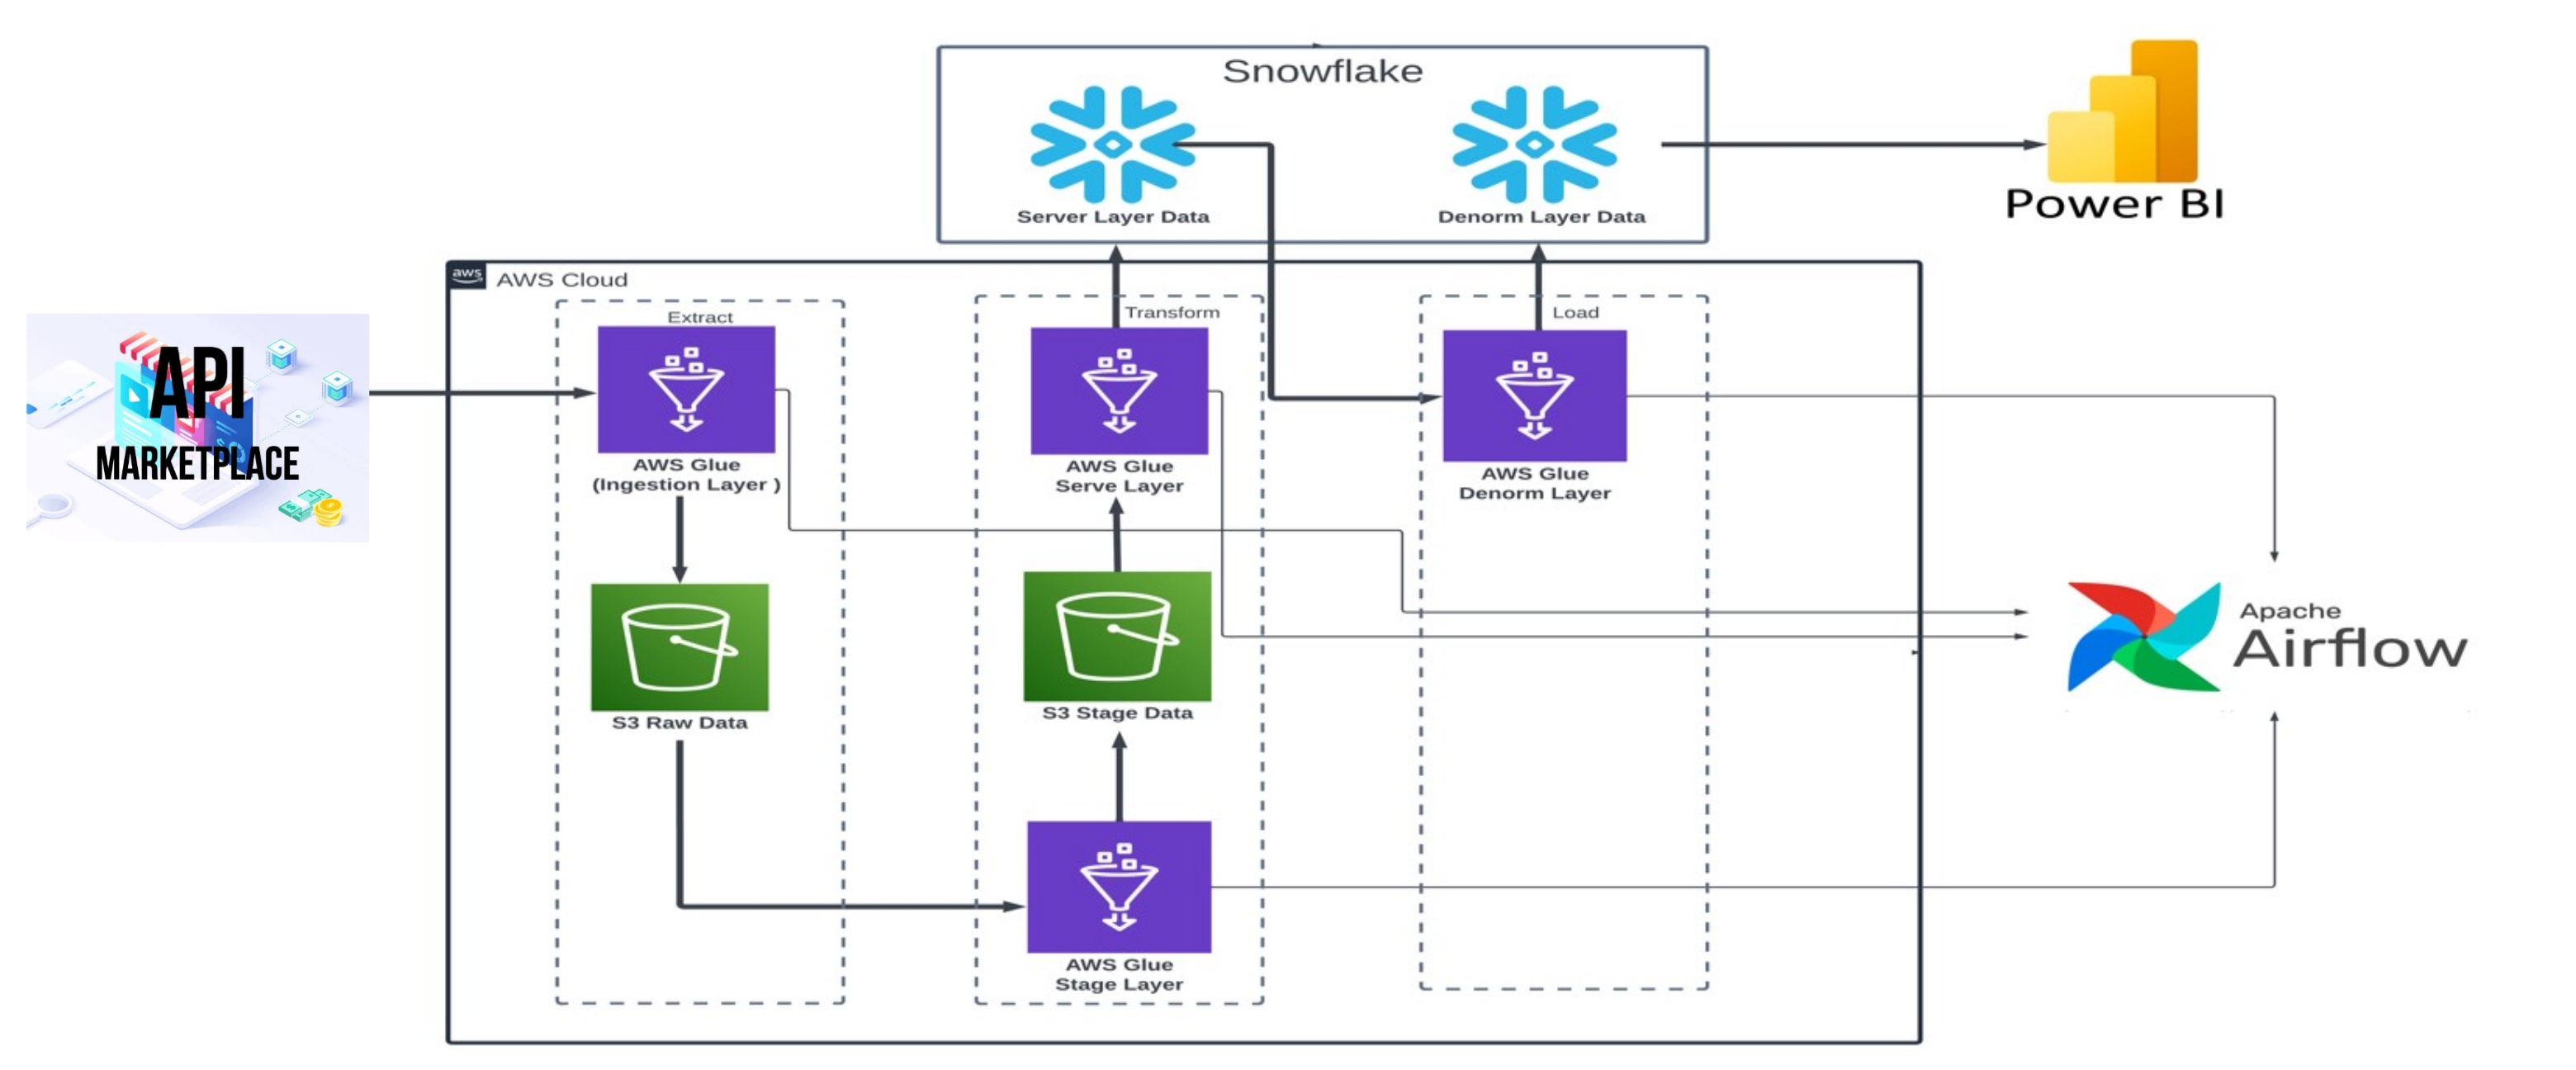 Snowflake
Server Layer Data
Denorm Layer Data
Power BI
aws
AWS Cloud
API
MARKETPLACE
Extract
AWS Glue
(Ingestion Layer )
S3 Raw Data
Transform
AWS Glue
Serve Layer
S3 Stage Data
AWS Glue
Stage Layer
Load
AWS Glue
Denorm Layer
Apache
Airflow